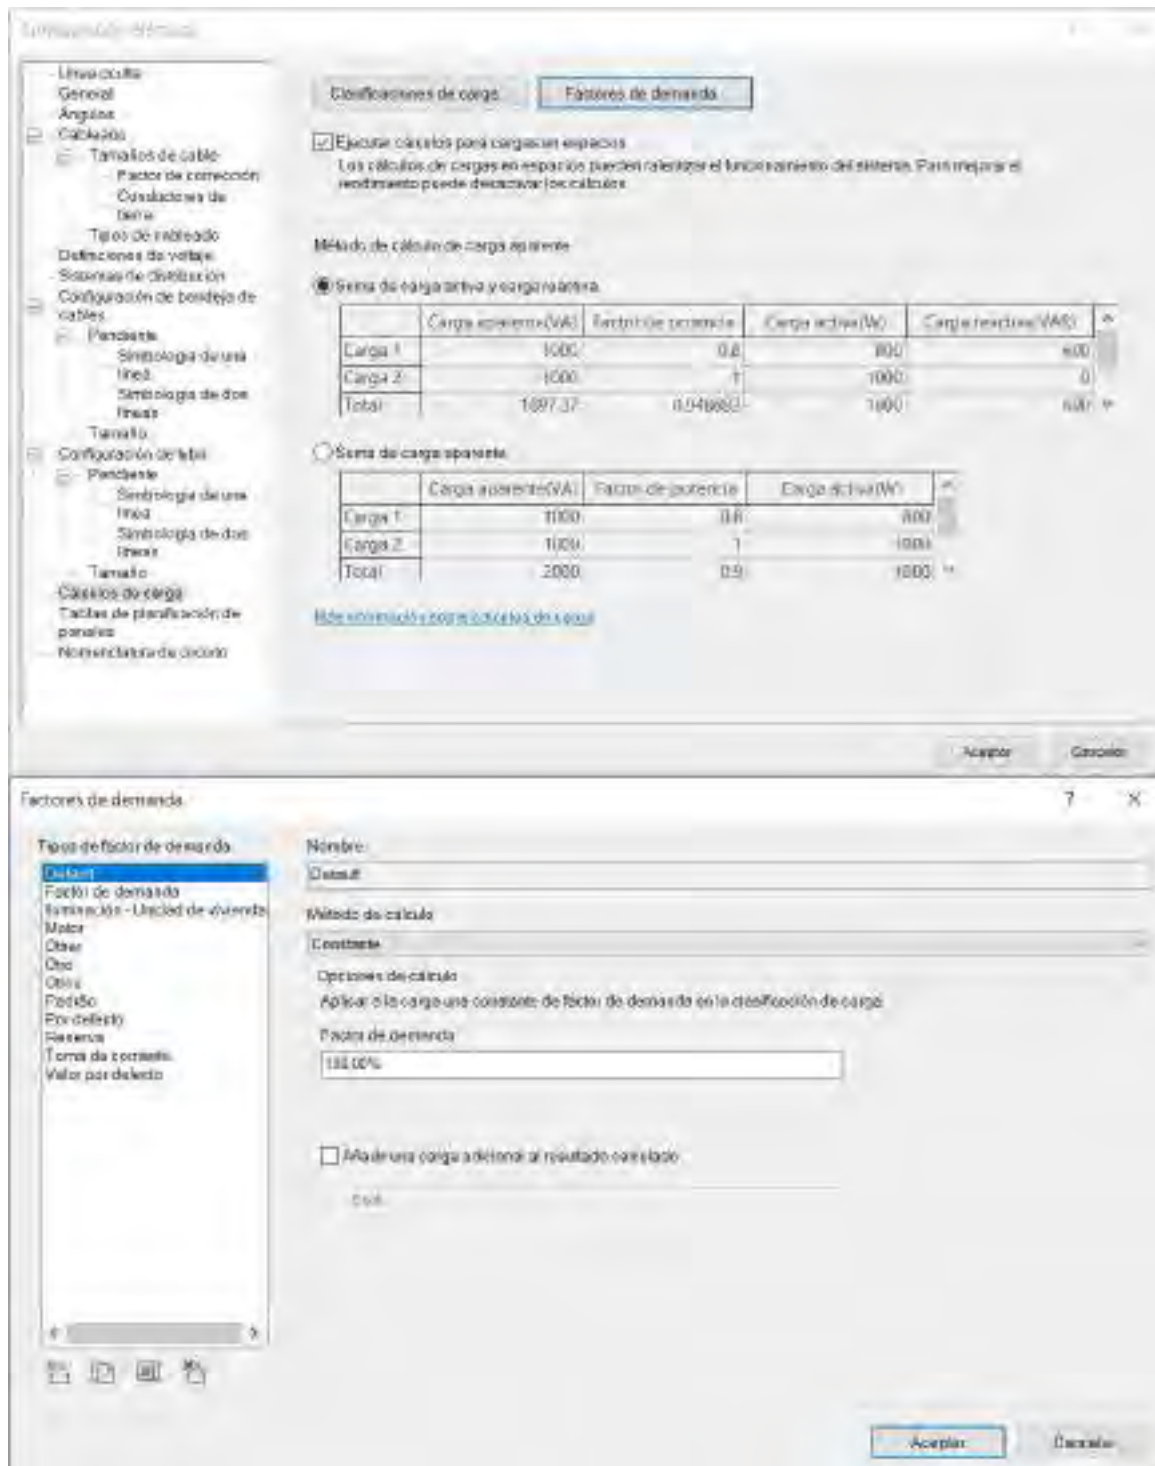 Configuración eléctrica
Línea oculta
General
Ángulos
Cableado
Tamaños de cable
Factor de corrección
Conductores de
tierra
Tipos de cableado
Definiciones de voltaje
Sistemas de distribución
Configuración de bandeja de
cables
Pendiente
Simbología de una
línea
Simbología de dos
líneas
Tamaño
Configuración de tubo
Pendiente
Simbología de una
línea
Simbología de dos
líneas
Tamaño
Cálculos de carga
Tablas de planificación de
paneles
Nomenclatura de circuito
Clasificaciones de carga
Factores de demanda
Ejecutar cálculos para cargas en espacios
Los cálculos de cargas en espacios pueden ralentizar el funcionamiento del sistema. Para mejorar el
rendimiento puede desactivar los cálculos
Método de cálculo de carga aparente
Suma de carga activa y carga reactiva
Carga aparente(VA) Factor de potencia Carga activa(W) Carga reactiva(VAR)
Carga 1 1000 0.8 800 600
Carga 2 1000 1 1000 0
Total 1897.37 1800 600
Suma de carga aparente
Carga aparente(VA) Factor de potencia Carga activa(W)
Carga 1 1000 0.8 800
Carga 2 1000 1 1000
Total 2000 0.9 1800
Más información sobre cálculos de carga
Aceptar Cancelar
Factores de demanda ? X
Tipos de factor de demanda
Default
Factor de demanda
Iluminación - Unidad de vivienda
Motor
Other
Otro
Otros
Padrão
Por defecto
Reserva
Toma de corriente
Valor por defecto
Nombre:
Default
Método de cálculo
Constante
Opciones de cálculo
Aplicar a la carga una constante de factor de demanda en la clasificación de carga
Factor de demanda
100.00%
Añadir una carga adicional al resultado calculado
Aceptar Cancelar